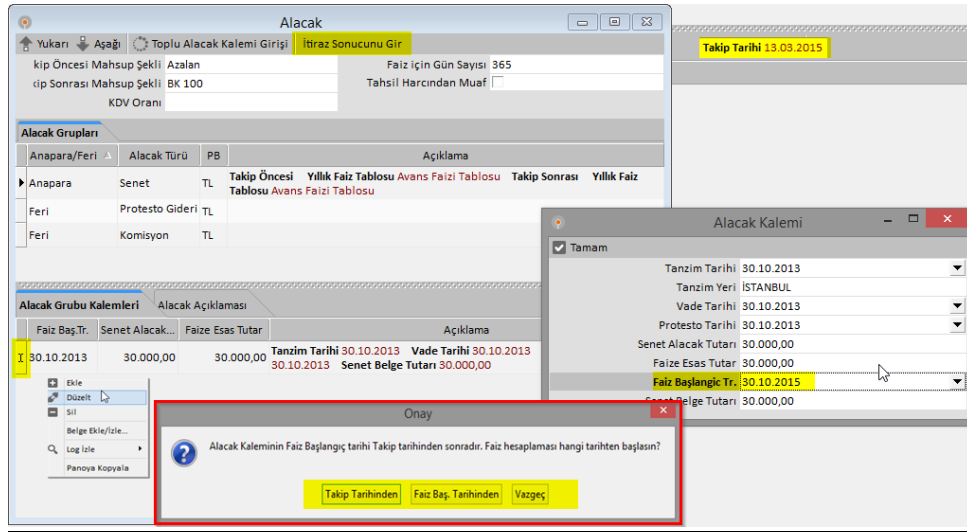 Alacak
Yukarı Aşağı Toplu Alacak Kalemi Girişi İtiraz Sonucunu Gir
kip Öncesi Mahsup Şekli Azalan Faiz için Gün Sayısı 365
ip Sonrası Mahsup Şekli BK 100 Tahsil Harcından Muaf
KDV Oranı
Takip Tarihi 13.03.2015
Alacak Grupları
Anapara/Feri Alacak Türü PB Açıklama
Anapara Senet TL Takip Öncesi Yıllık Faiz Tablosu Avans Faizi Tablosu Takip Sonrası Yıllık Faiz
Tablosu Avans Faizi Tablosu
Feri Protesto Gideri TL
Feri Komisyon TL
Alacak Grubu Kalemleri Alacak Açıklaması
Faiz Baş.Tr. Senet Alacak... Faize Esas Tutar Açıklama
30.10.2013 30.000,00 30.000,00 Tanzim Tarihi 30.10.2013 Vade Tarihi 30.10.2013
30.10.2013 Senet Belge Tutarı 30.000,00
Ekle
Düzelt
Sil
Belge Ekle/İzle...
Log İzle
Panoya Kopyala
Alacak Kalemi
Tamam
Tanzim Tarihi 30.10.2013
Tanzim Yeri İSTANBUL
Vade Tarihi 30.10.2013
Protesto Tarihi 30.10.2013
Senet Alacak Tutarı 30.000,00
Faize Esas Tutar 30.000,00
Faiz Başlangic Tr. 30.10.2015
Senet Belge Tutarı 30.000,00
Onay
Alacak Kaleminin Faiz Başlangıç tarihi Takip tarihinden sonradır. Faiz hesaplaması hangi tarihten başlasın?
Takip Tarihinden Faiz Baş. Tarihinden Vazgeç